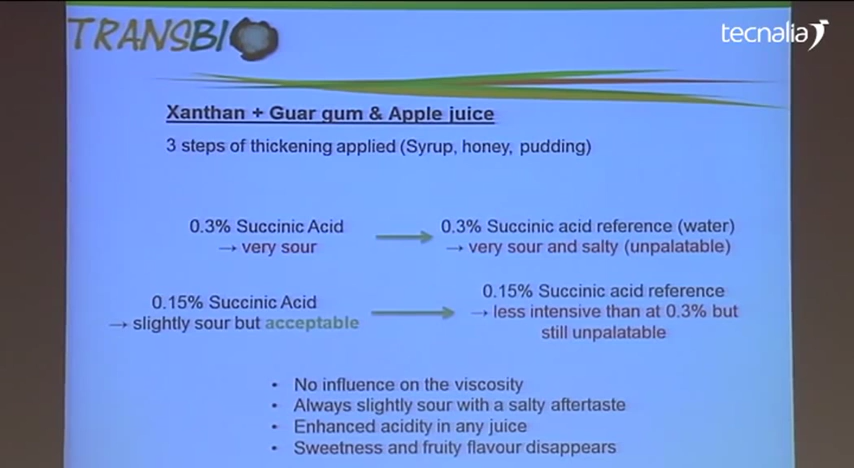 TRANSBIO
tecnalia
Xanthan + Guar gum & Apple juice
3 steps of thickening applied (Syrup, honey, pudding)
0.3% Succinic Acid
→ very sour
0.3% Succinic acid reference (water)
→ very sour and salty (unpalatable)
0.15% Succinic Acid
→ slightly sour but acceptable
0.15% Succinic acid reference
→ less intensive than at 0.3% but
still unpalatable
• No influence on the viscosity
• Always slightly sour with a salty aftertaste
• Enhanced acidity in any juice
• Sweetness and fruity flavour disappears